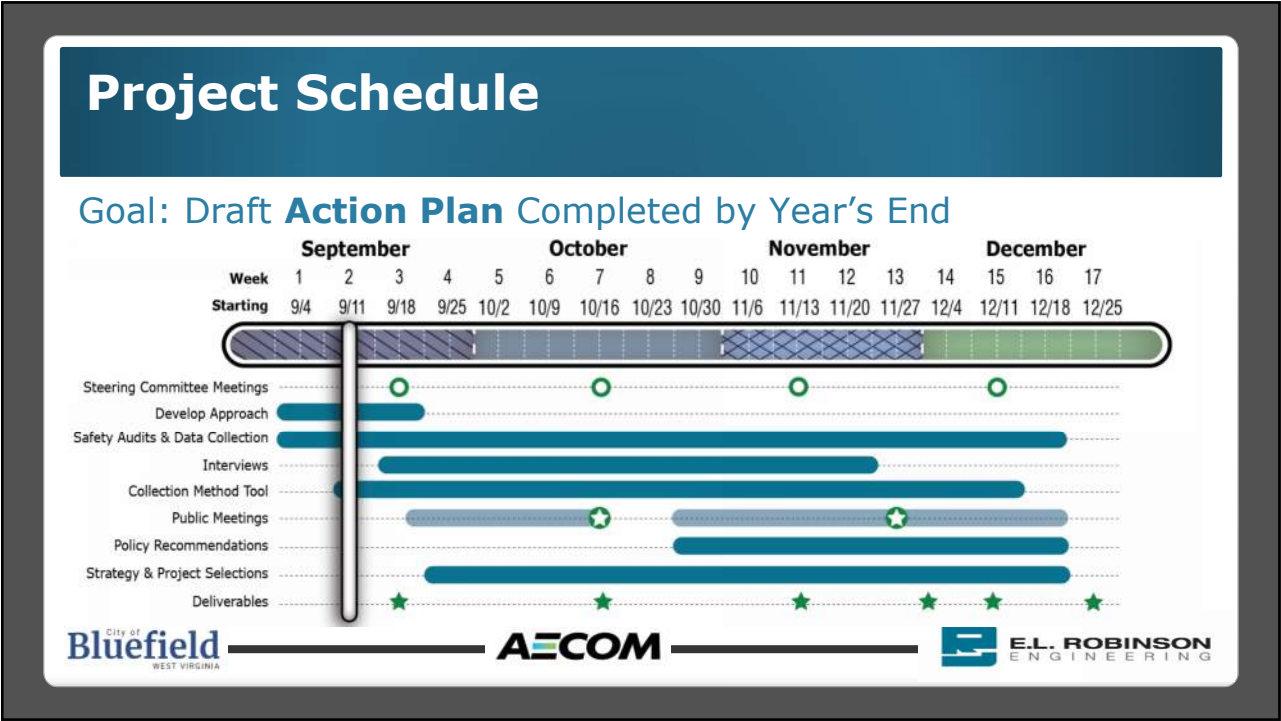 Project Schedule
Goal: Draft Action Plan Completed by Year’s End
September October November December
Week 1 2 3 4 5 6 7 8 9 10 11 12 13 14 15 16 17
Starting 9/4 9/11 9/18 9/25 10/2 10/9 10/16 10/23 10/30 11/6 11/13 11/20 11/27 12/4 12/11 12/18 12/25
Steering Committee Meetings
Develop Approach
Safety Audits & Data Collection
Interviews
Collection Method Tool
Public Meetings
Policy Recommendations
Strategy & Project Selections
Deliverables
City of
Bluefield
WEST VIRGINIA
AECOM
E.L. ROBINSON
ENGINEERING